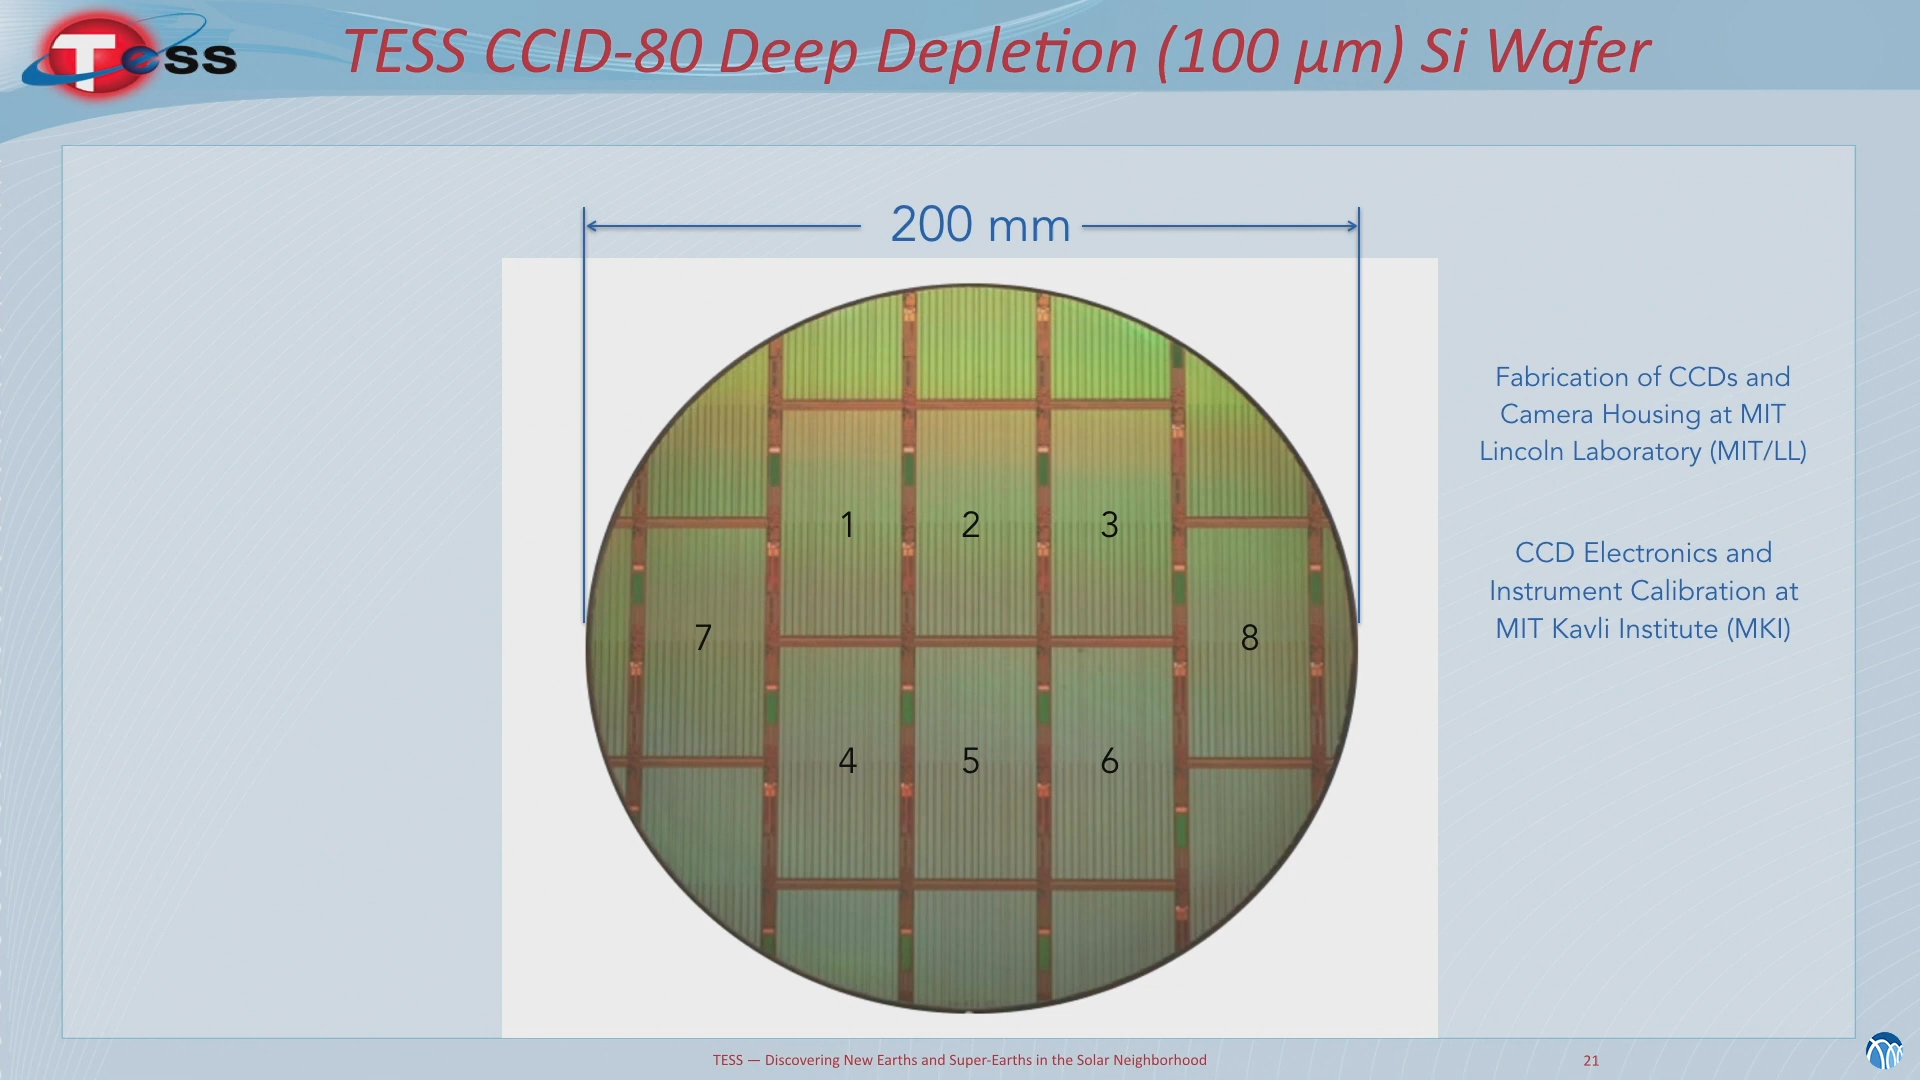 Tess
TESS CCID-80 Deep Depletion (100 μm) Si Wafer
200 mm
1
2
3
7
8
4
5
6
Fabrication of CCDs and
Camera Housing at MIT
Lincoln Laboratory (MIT/LL)
CCD Electronics and
Instrument Calibration at
MIT Kavli Institute (MKI)
TESS — Discovering New Earths and Super-Earths in the Solar Neighborhood
21